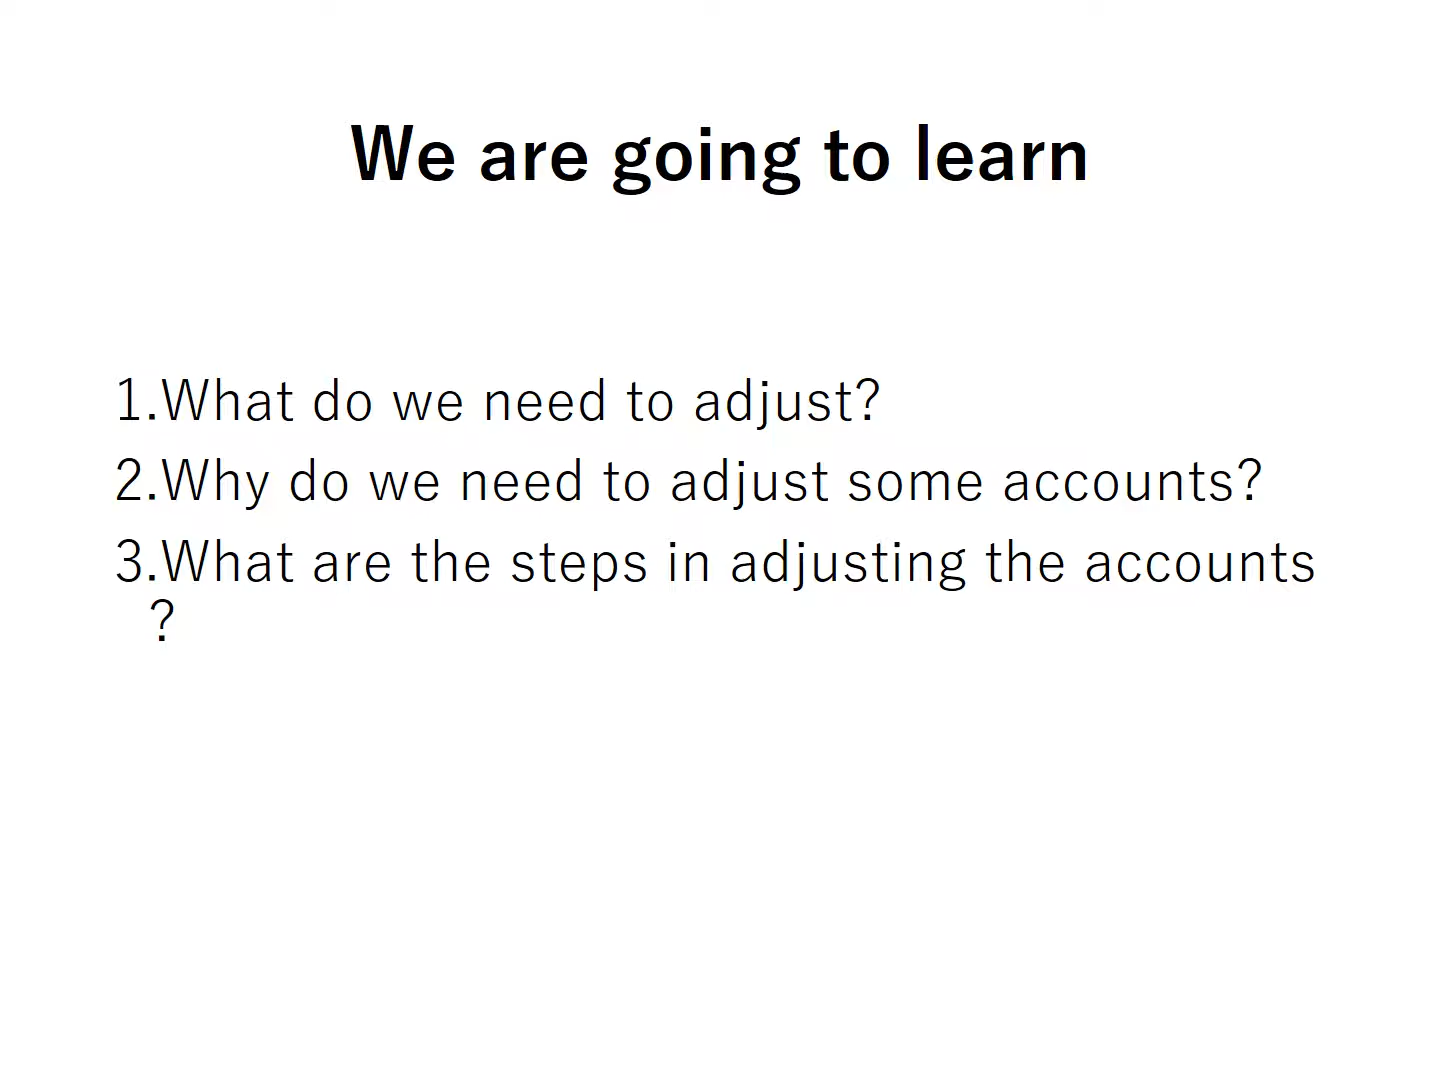 We are going to learn
1.What do we need to adjust?
2.Why do we need to adjust some accounts?
3.What are the steps in adjusting the accounts
?